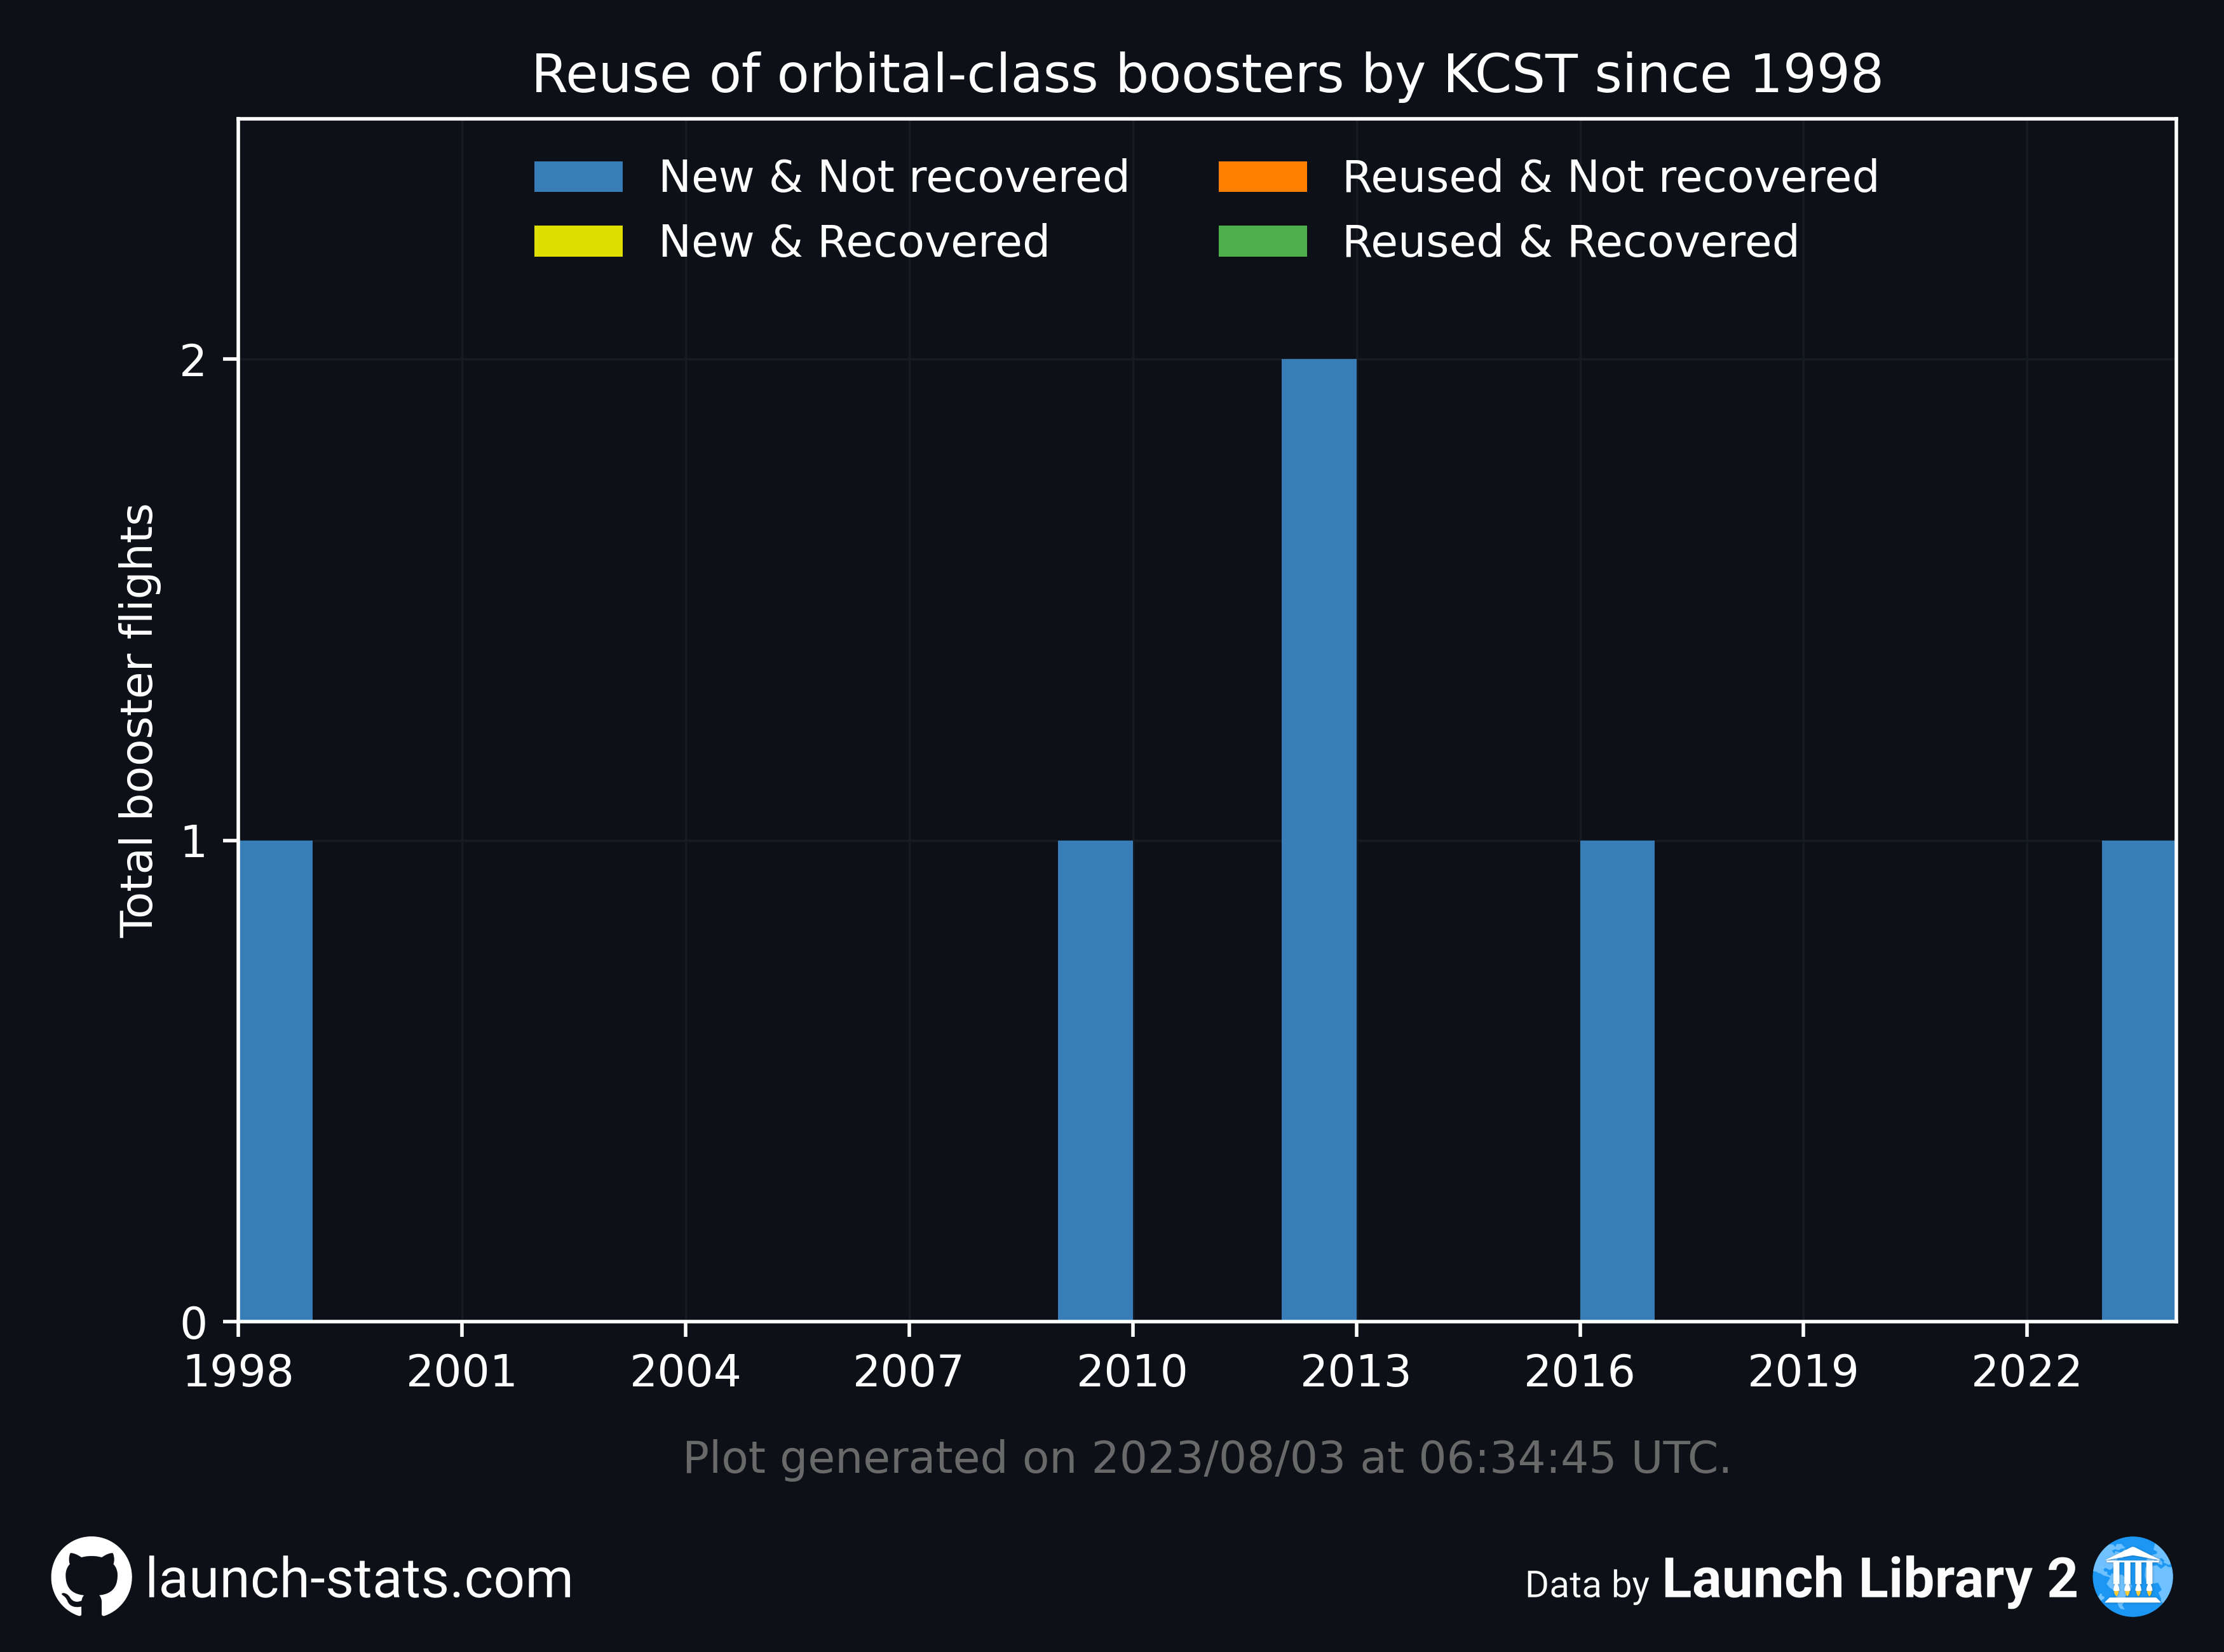 Reuse of orbital-class boosters by KCST since 1998
New & Not recovered
Reused & Not recovered
New & Recovered
Reused & Recovered
Total booster flights
2
1
0
1998 2001 2004 2007 2010 2013 2016 2019 2022
Plot generated on 2023/08/03 at 06:34:45 UTC.
launch-stats.com
Data by Launch Library 2